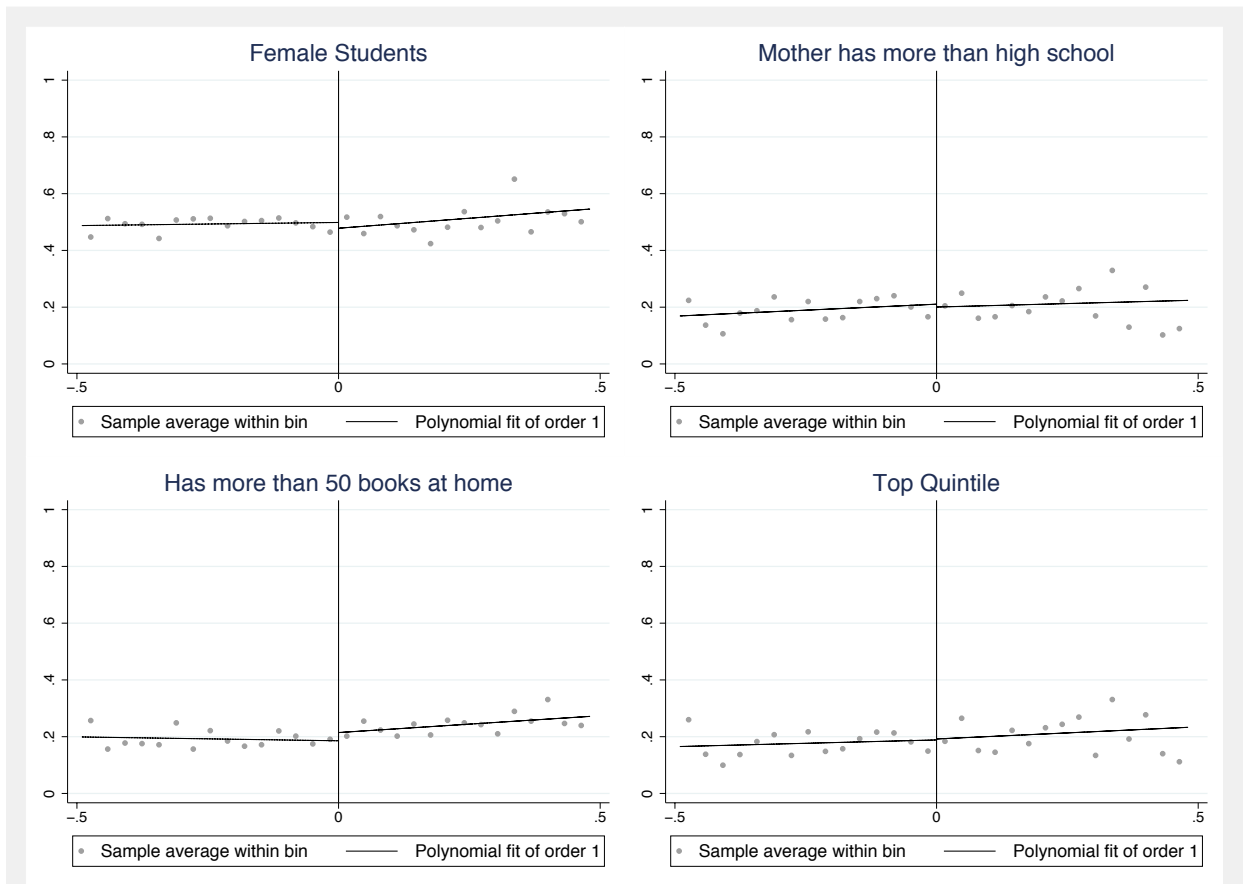 Female Students
1
.8
.6
.4
.2
0
−.5 0 .5
Sample average within bin Polynomial fit of order 1
Mother has more than high school
1
.8
.6
.4
.2
0
−.5 0 .5
Sample average within bin Polynomial fit of order 1
Has more than 50 books at home
1
.8
.6
.4
.2
0
−.5 0 .5
Sample average within bin Polynomial fit of order 1
Top Quintile
1
.8
.6
.4
.2
0
−.5 0 .5
Sample average within bin Polynomial fit of order 1